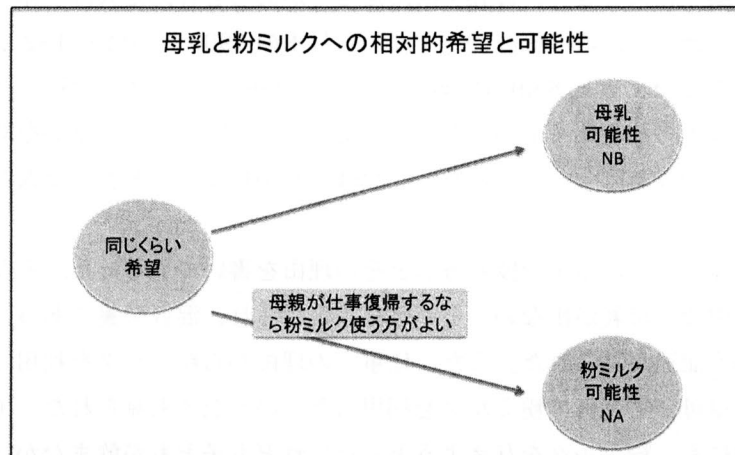 母乳と粉ミルクへの相対的希望と可能性
母乳
可能性
NB
同じくらい
希望
母親が仕事復帰するな
ら粉ミルク使う方がよい
粉ミルク
可能性
NA